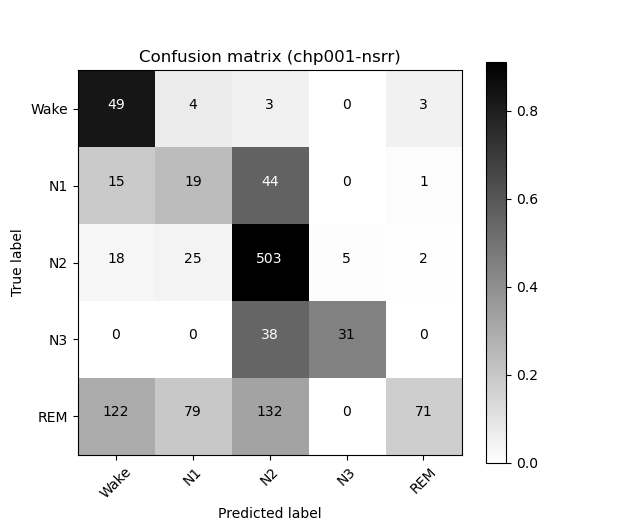 Confusion matrix (chp001-nsrr)
True label
Wake 49 4 3 0 3
N1 15 19 44 0 1
N2 18 25 503 5 2
N3 0 0 38 31 0
REM 122 79 132 0 71
Wake N1 N2 N3 REM
Predicted label
0.8
0.6
0.4
0.2
0.0